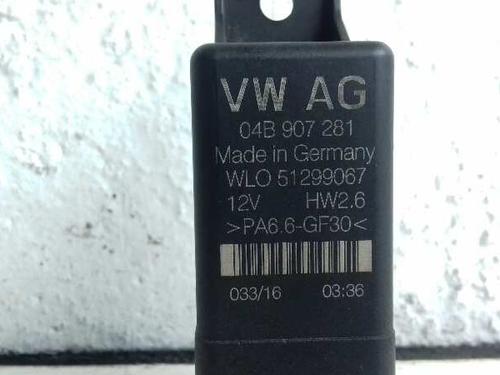 VW AG
04B 907 281
Made in Germany
WLO 51299067
12V HW2.6
>PA6.6-GF30<
033/16 03:36